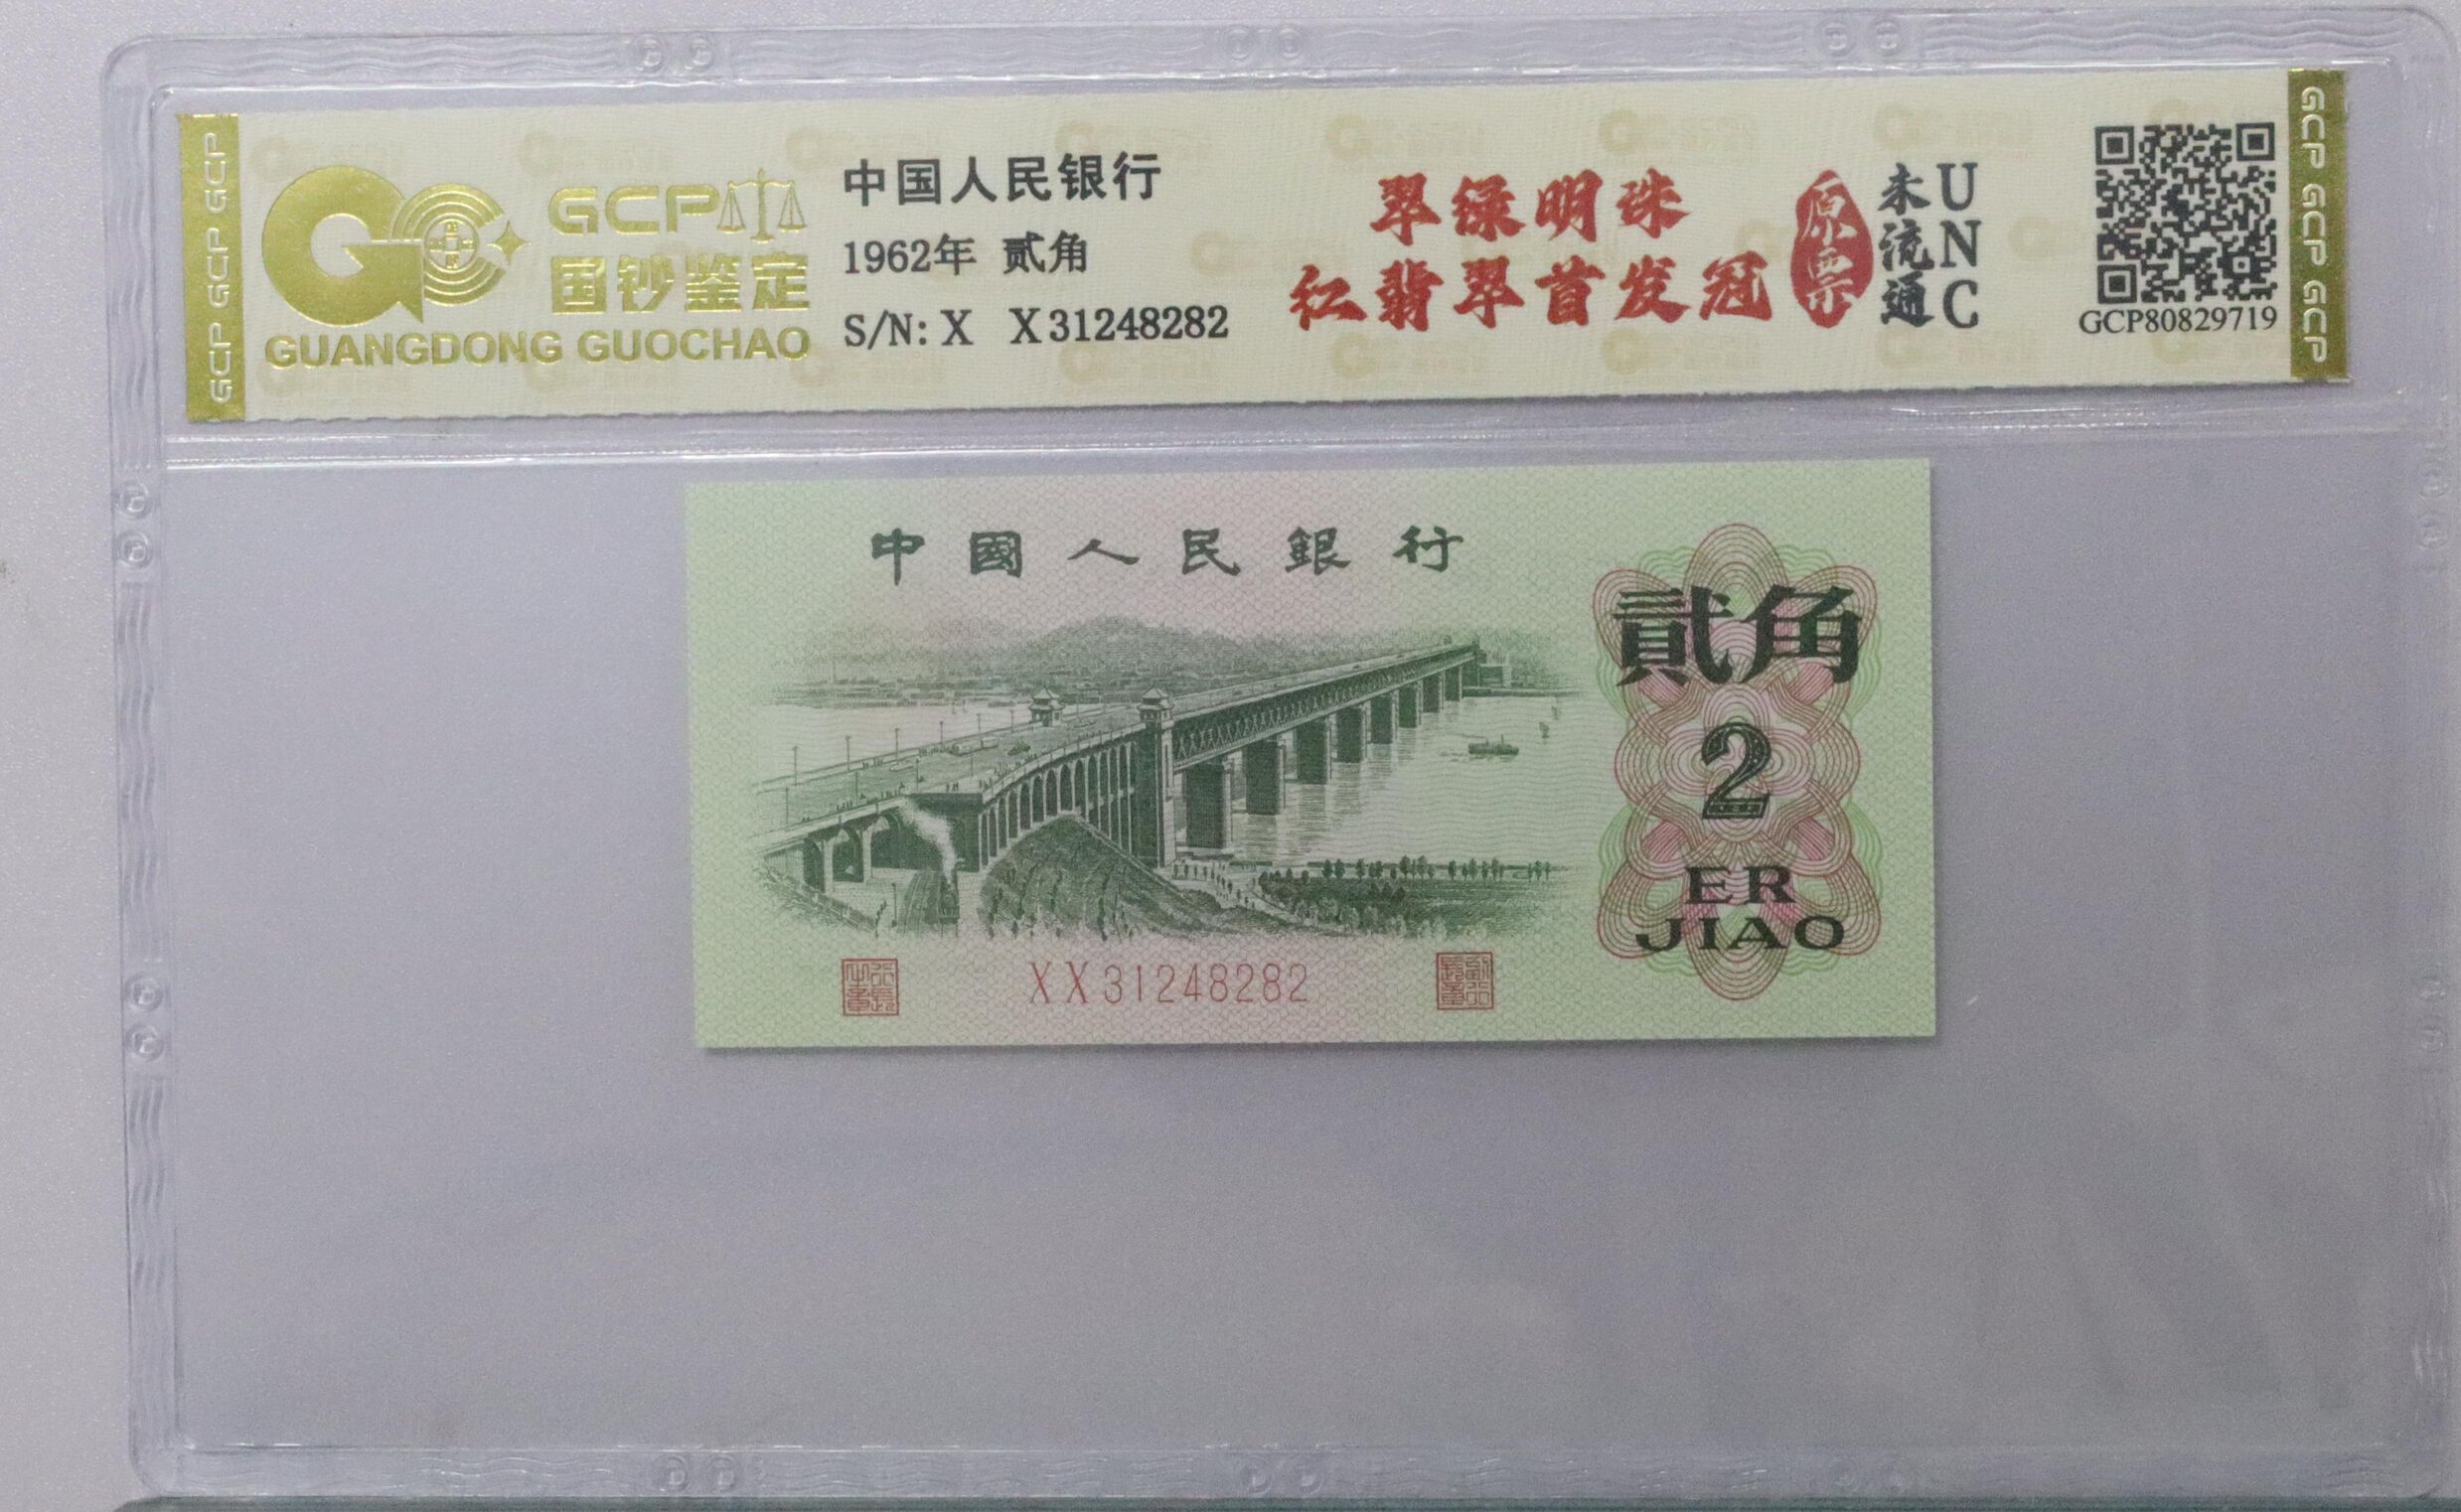 GCP GCP GCP
GCP
国钞鉴定
GUANGDONG GUOCHAO
中国人民银行
1962年 贰角
S/N: X X31248282
翠绿明珠
红翡翠首发冠
原票
未流通
UNC
GCP80829719
GCP GCP GCP
中國人民銀行
貳角
2
ER
JIAO
XX31248282